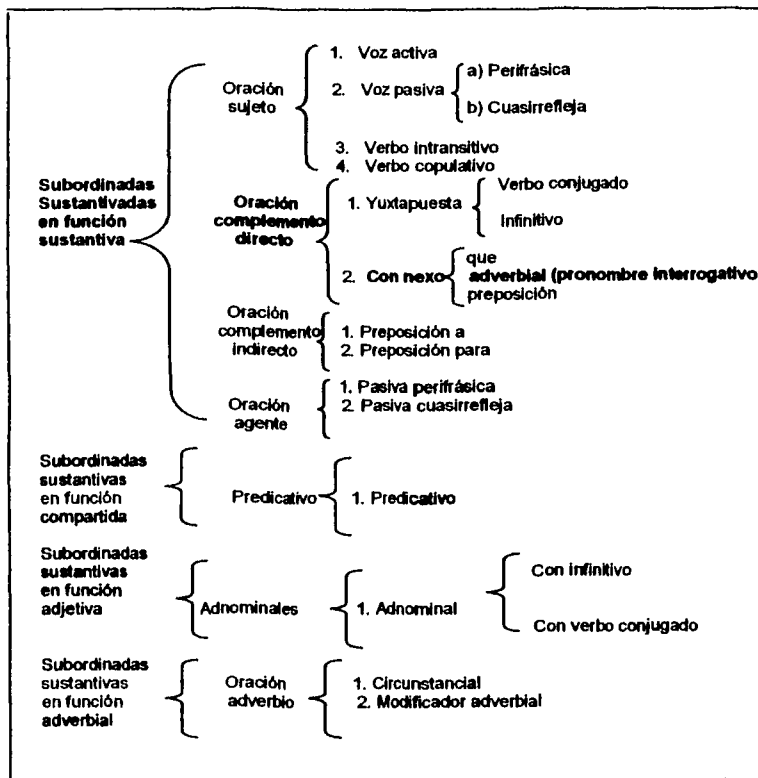 1. Voz activa
Oración sujeto
2. Voz pasiva
a) Perifrásica
b) Cuasirrefleja
3. Verbo intransitivo
4. Verbo copulativo
Subordinadas
Sustantivadas
en función
sustantiva
Oración
complemento
directo
1. Yuxtapuesta
Verbo conjugado
Infinitivo
2. Con nexo
que
adverbial (pronombre interrogativo
preposición
Oración
complemento
indirecto
1. Preposición a
2. Preposición para
Oración
agente
1. Pasiva perifrásica
2. Pasiva cuasirrefleja
Subordinadas
sustantivas
en función
compartida
Predicativo
1. Predicativo
Subordinadas
sustantivas
en función
adjetiva
Adnominales
1. Adnominal
Con infinitivo
Con verbo conjugado
Subordinadas
sustantivas
en función
adverbial
Oración
adverbio
1. Circunstancial
2. Modificador adverbial